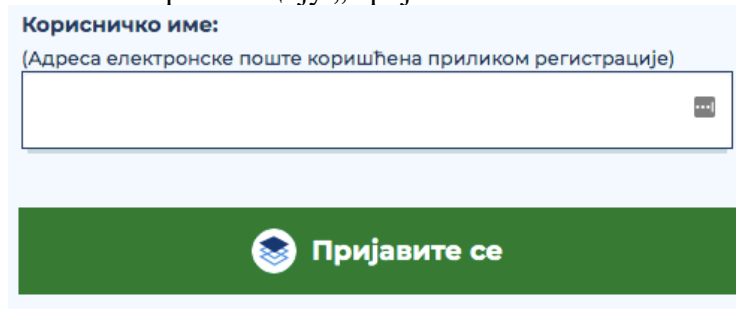 Корисничко име:
(Адреса електронске поште коришћена приликом регистрације)
Пријавите се